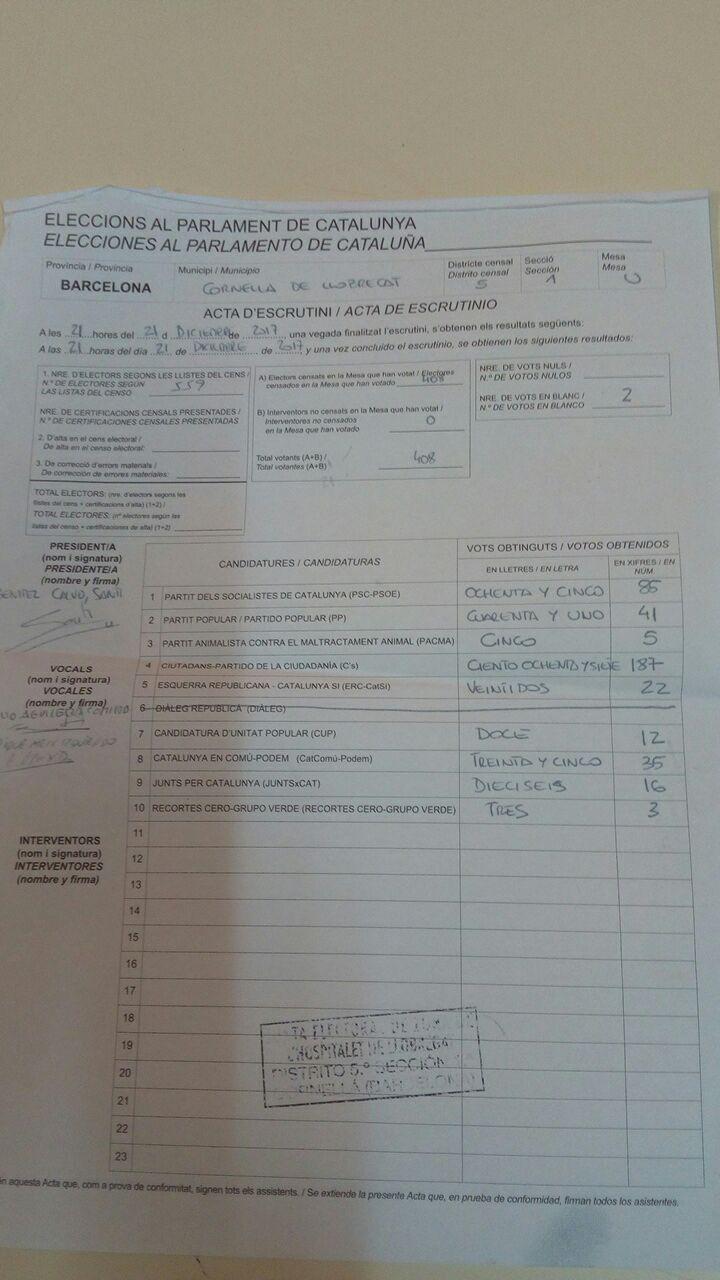 ELECCIONS AL PARLAMENT DE CATALUNYA
ELECCIONES AL PARLAMENTO DE CATALUÑA
Provincia / Provincia
BARCELONA
Municipi / Municipio
CORNELLA DE LLOBREGAT
Districte censal
Distrito censal
5
Secció
Sección
1
Mesa
Mesa
U
ACTA D'ESCRUTINI / ACTA DE ESCRUTINIO
A les 21 hores del 21 d DICIEMBRE de 2017, una vegada finalitzat l'escrutini, s'obtenen els resultats següents:
A las 21 horas del día 21 de DICIEMBRE de 2017 y una vez concluido el escrutinio, se obtienen los siguientes resultados:
1. NRE. D'ELECTORS SEGONS LES LLISTES DEL CENS /
N.º DE ELECTORES SEGÚN
LAS LISTAS DEL CENSO
559
NRE. DE CERTIFICACIONS CENSALS PRESENTADES /
N.º DE CERTIFICACIONES CENSALES PRESENTADAS
2. D'alta en el cens electoral /
De alta en el censo electoral:
3. De correcció d'errors materials /
De corrección de errores materiales:
TOTAL ELECTORS: (nre. d'electors segons les
llistes del cens + certificacions d'alta) (1+2) /
TOTAL ELECTORES: (nº electores según las
listas del censo + certificaciones de alta) (1+2)
A) Electors censats en la Mesa que han votat / Electores
censados en la Mesa que han votado
408
B) Interventors no censats en la Mesa que han votat /
Interventores no censados
en la Mesa que han votado
0
Total votants (A+B) /
Total votantes (A+B)
408
NRE. DE VOTS NULS /
N.º DE VOTOS NULOS
NRE. DE VOTS EN BLANC /
N.º DE VOTOS EN BLANCO
2
PRESIDENT/A
(nom i signatura)
PRESIDENTE/A
(nombre y firma)
BENITEZ CALVO, SANTI
VOCALS
(nom i signatura)
VOCALES
(nombre y firma)
INTERVENTORS
(nom i signatura)
INTERVENTORES
(nombre y firma)
CANDIDATURES / CANDIDATURAS
VOTS OBTINGUTS / VOTOS OBTENIDOS
EN LLETRES / EN LETRA
EN XIFRES / EN NÚM.
1 PARTIT DELS SOCIALISTES DE CATALUNYA (PSC-PSOE) OCHENTA Y CINCO 85
2 PARTIT POPULAR / PARTIDO POPULAR (PP) CUARENTA Y UNO 41
3 PARTIT ANIMALISTA CONTRA EL MALTRACTAMENT ANIMAL (PACMA) CINCO 5
4 CIUTADANS-PARTIDO DE LA CIUDADANÍA (C's) CIENTO OCHENTA Y SIETE 187
5 ESQUERRA REPUBLICANA - CATALUNYA SI (ERC-CatSí) VEINTIDOS 22
6 DIÀLEG REPUBLICÀ (DIÀLEG)
7 CANDIDATURA D'UNITAT POPULAR (CUP) DOCE 12
8 CATALUNYA EN COMÚ-PODEM (CatComú-Podem) TREINTA Y CINCO 35
9 JUNTS PER CATALUNYA (JUNTSxCAT) DIECISEIS 16
10 RECORTES CERO-GRUPO VERDE (RECORTES CERO-GRUPO VERDE) TRES 3
11
12
13
14
15
16
17
18
19
20
21
22
23
L'HOSPITALET DE LLOBREGAT
DISTRITO 5.º SECCIÓN
én aquesta Acta que, com a prova de conformitat, signen tots els assistents. / Se extiende la presente Acta que, en prueba de conformidad, firman todos los asistentes.